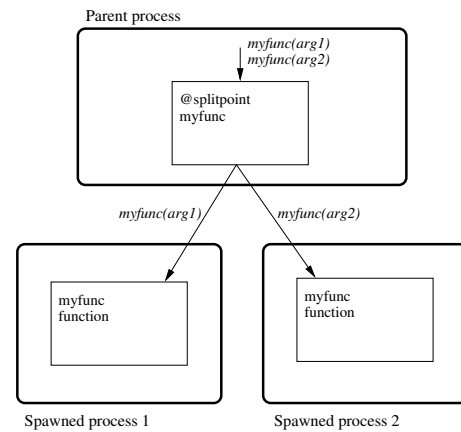 Parent process
myfunc(arg1)
myfunc(arg2)
@splitpoint
myfunc
myfunc(arg1)
myfunc(arg2)
myfunc
function
myfunc
function
Spawned process 1
Spawned process 2